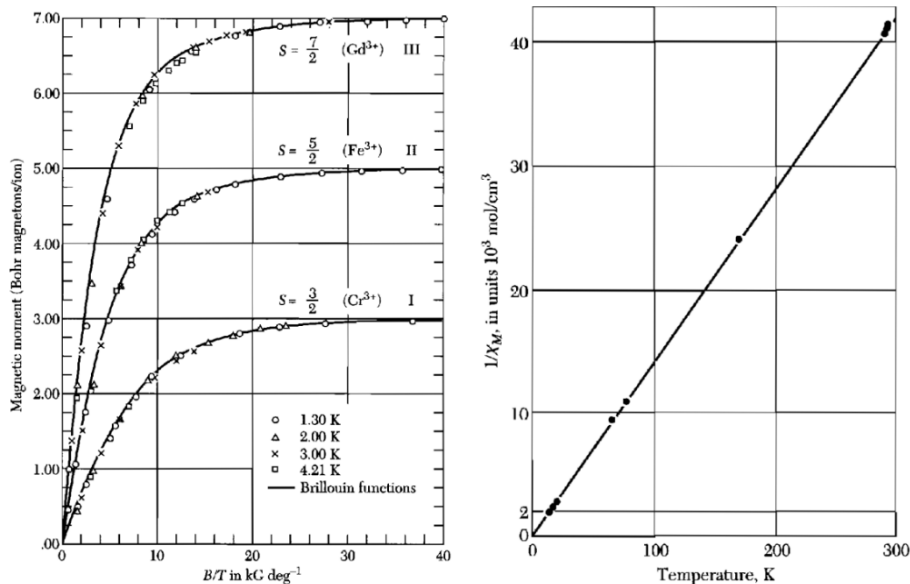 7.00
6.00
5.00
4.00
3.00
2.00
1.00
.00
Magnetic moment (Bohr magnetons/ion)
S = 7/2 (Gd³⁺) III
S = 5/2 (Fe³⁺) II
S = 3/2 (Cr³⁺) I
1.30 K
2.00 K
3.00 K
4.21 K
Brillouin functions
0 10 20 30 40
B/T in kG deg⁻¹
40
30
20
10
2
0
1/χM, in units 10³ mol/cm³
0 100 200 300
Temperature, K